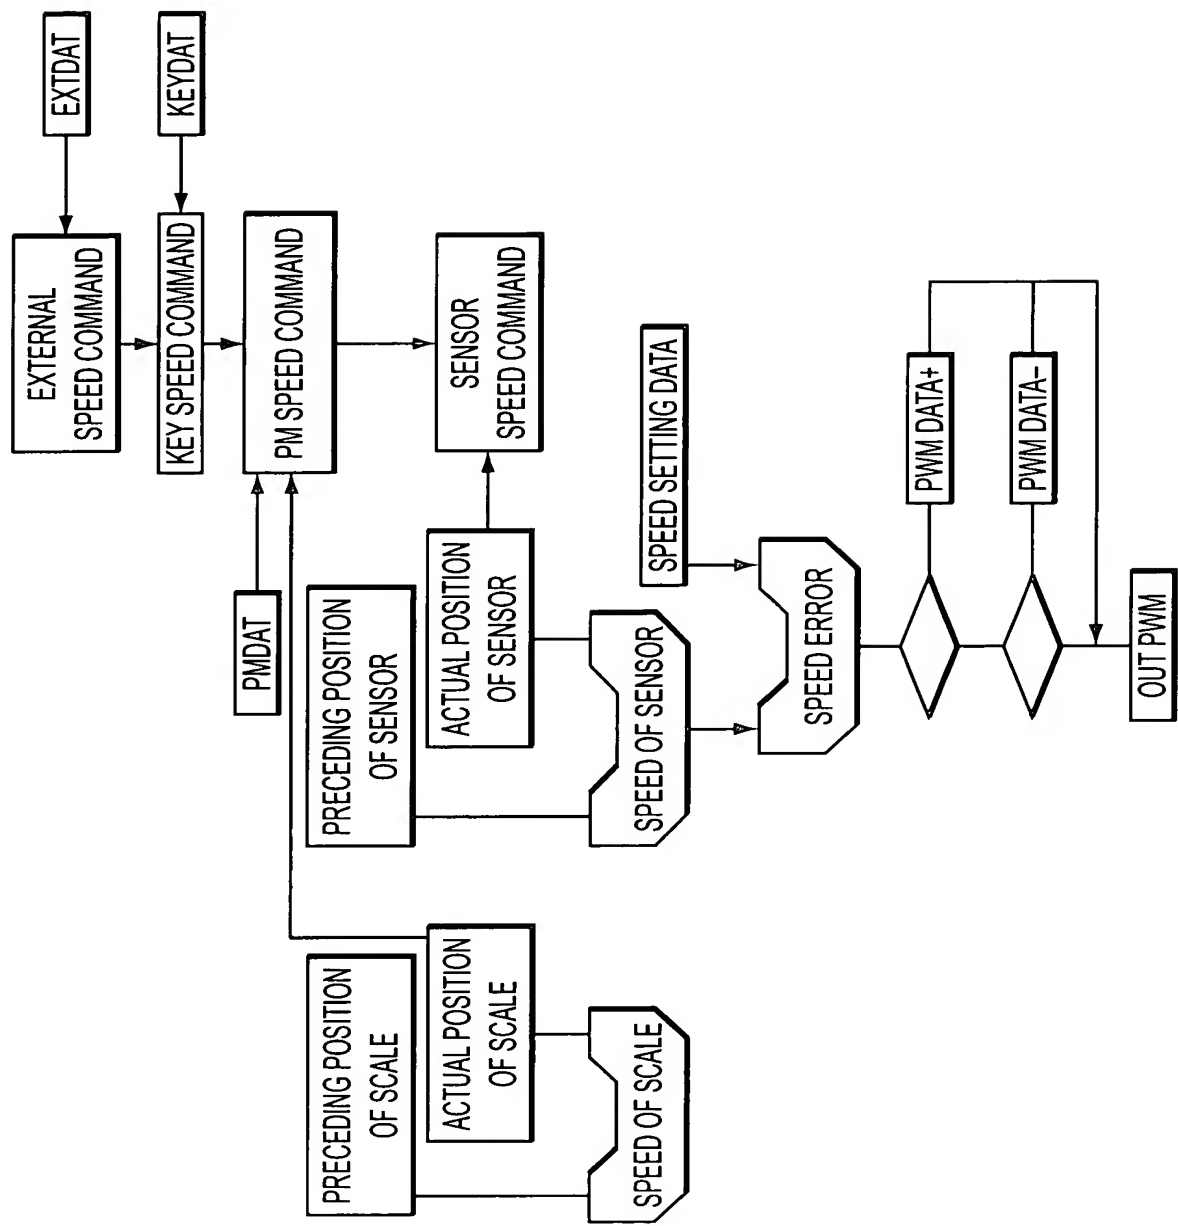 EXTDAT
EXTERNAL
SPEED COMMAND
KEYDAT
KEY SPEED COMMAND
PM SPEED COMMAND
PMDAT
SENSOR
SPEED COMMAND
PRECEDING POSITION
OF SENSOR
ACTUAL POSITION
OF SENSOR
SPEED OF SENSOR
PRECEDING POSITION
OF SCALE
ACTUAL POSITION
OF SCALE
SPEED OF SCALE
SPEED SETTING DATA
SPEED ERROR
PWM DATA+
PWM DATA−
OUT PWM